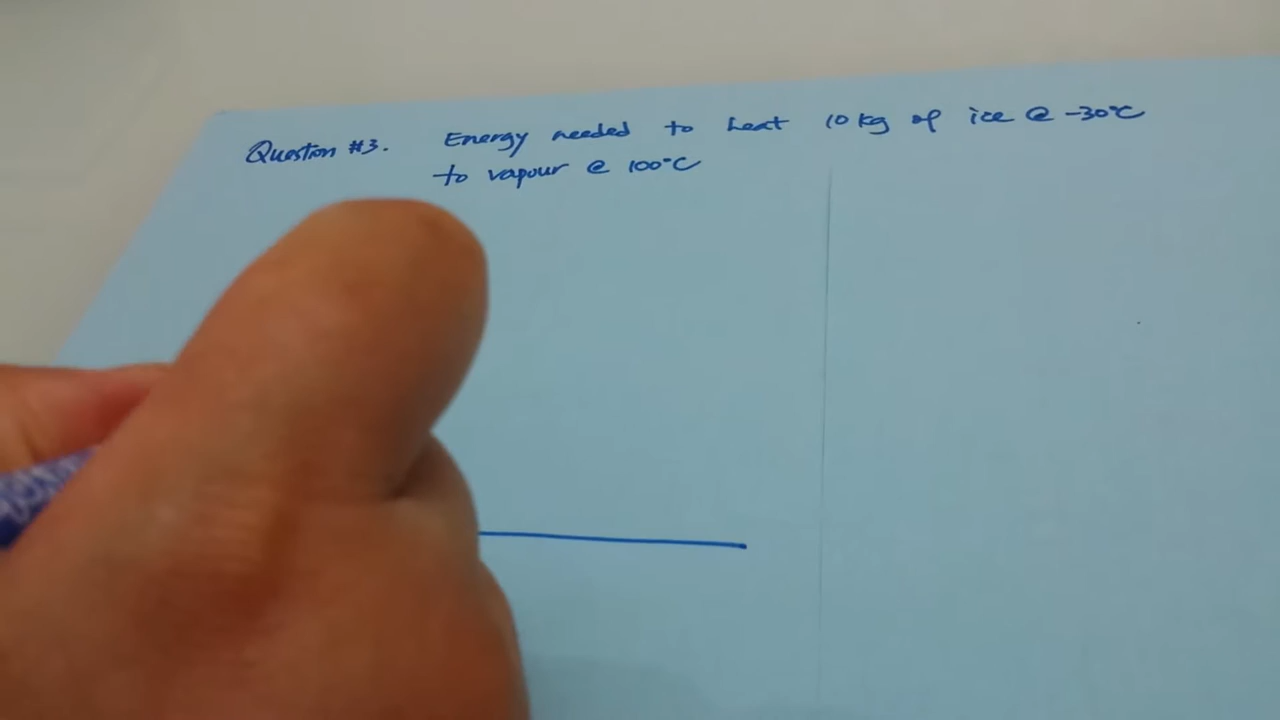 Question #3. Energy needed to heat 10 kg of ice @ -30°C
to vapour @ 100°C